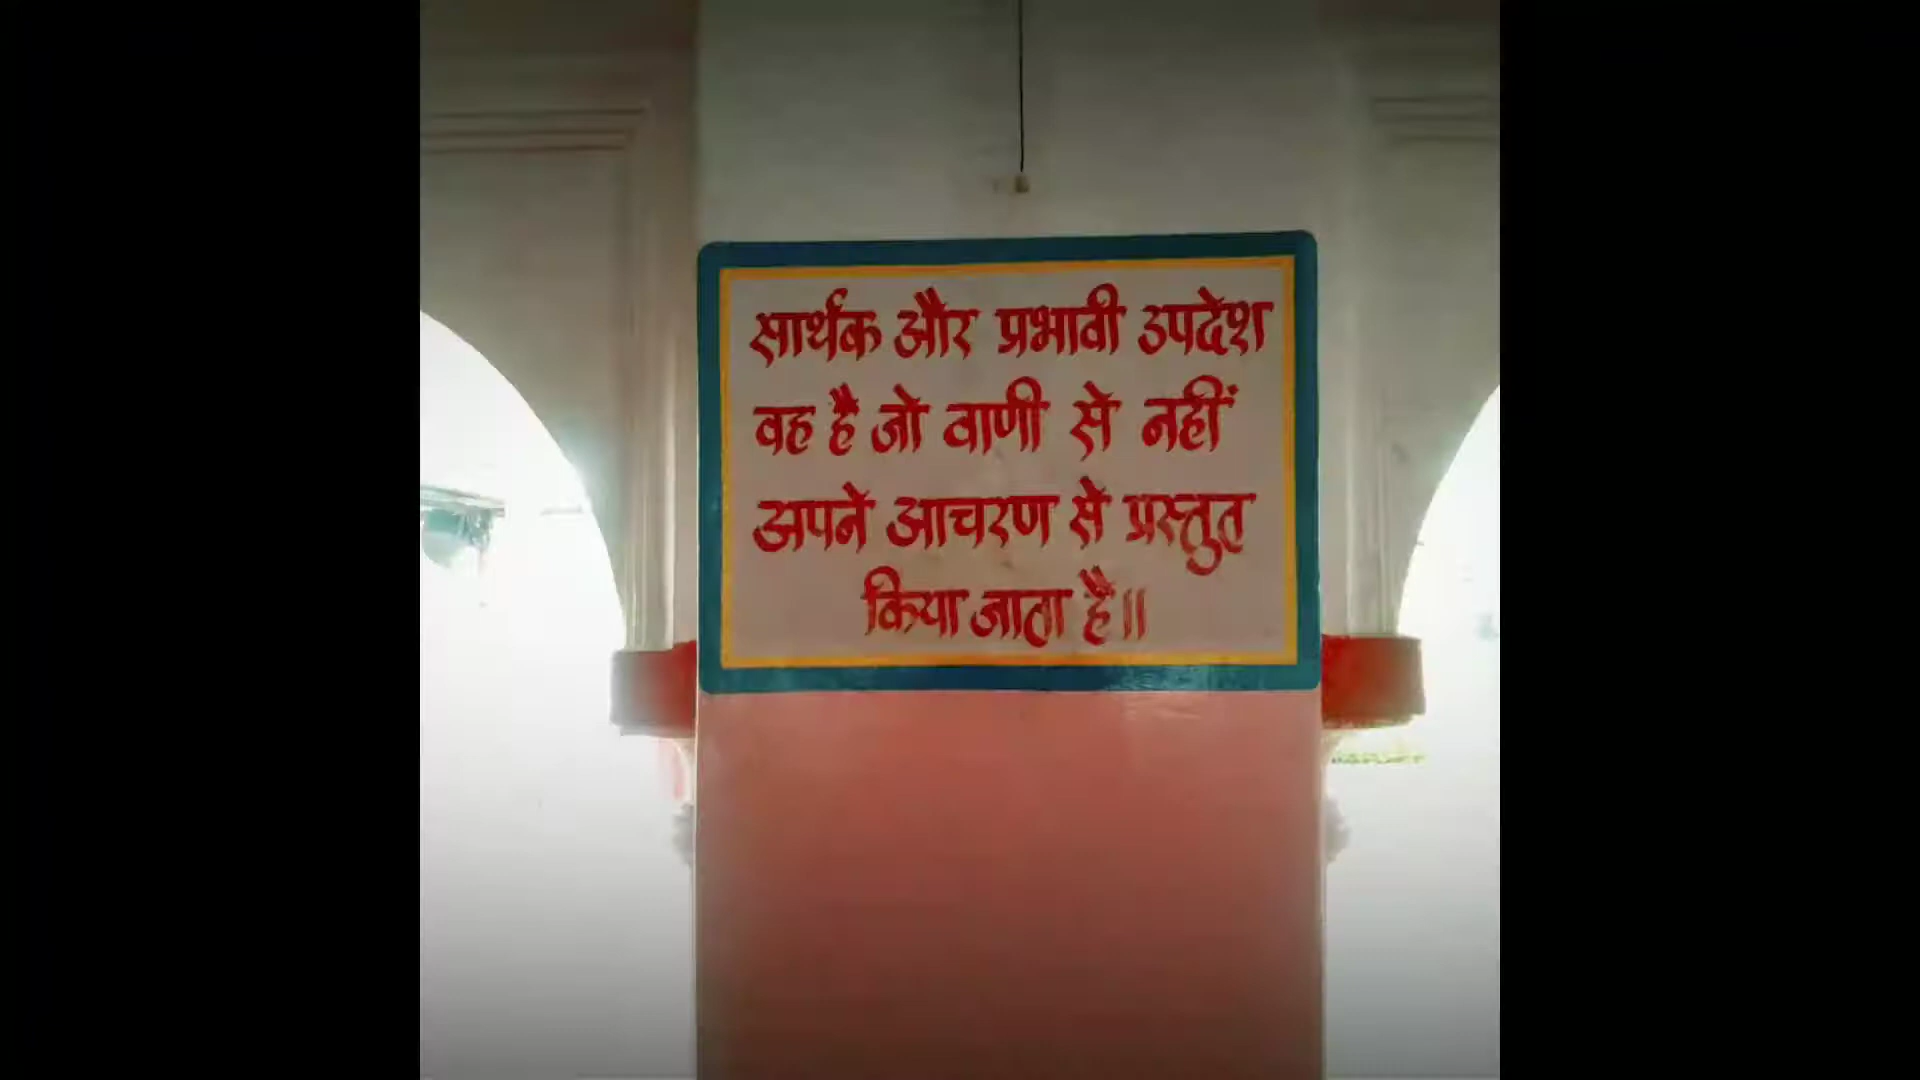 सार्थक और प्रभावी उपदेश
वह है जो वाणी से नहीं
अपने आचरण से प्रस्तुत
किया जाता है॥